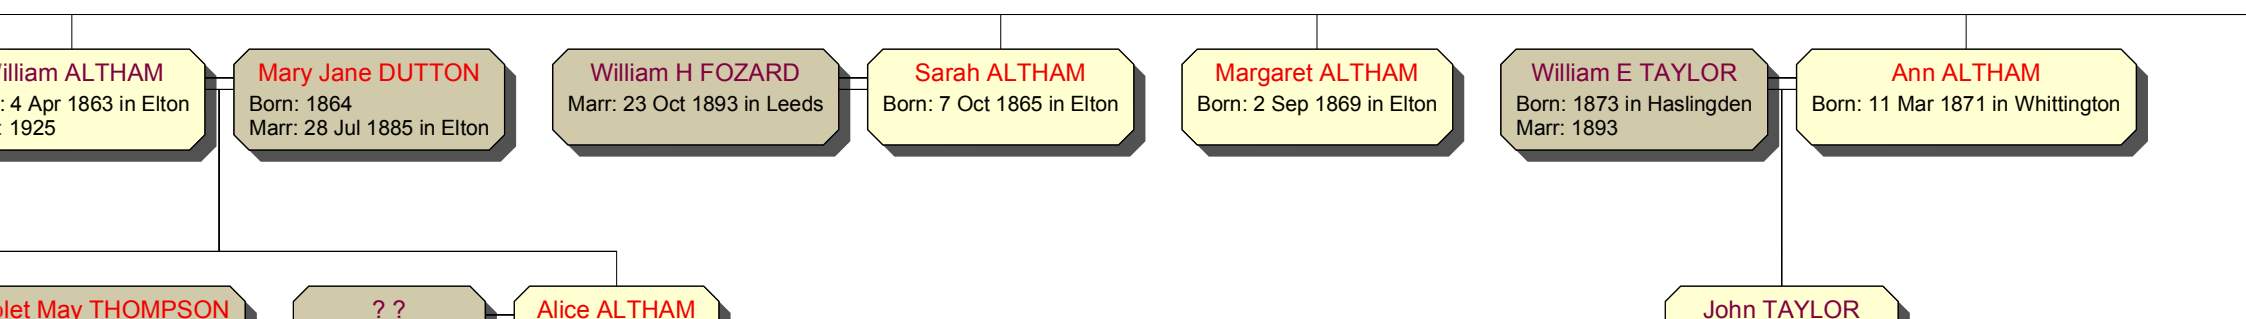 illiam ALTHAM
: 4 Apr 1863 in Elton
: 1925
Mary Jane DUTTON
Born: 1864
Marr: 28 Jul 1885 in Elton
William H FOZARD
Marr: 23 Oct 1893 in Leeds
Sarah ALTHAM
Born: 7 Oct 1865 in Elton
Margaret ALTHAM
Born: 2 Sep 1869 in Elton
William E TAYLOR
Born: 1873 in Haslingden
Marr: 1893
Ann ALTHAM
Born: 11 Mar 1871 in Whittington
olet May THOMPSON
? ?
Alice ALTHAM
John TAYLOR